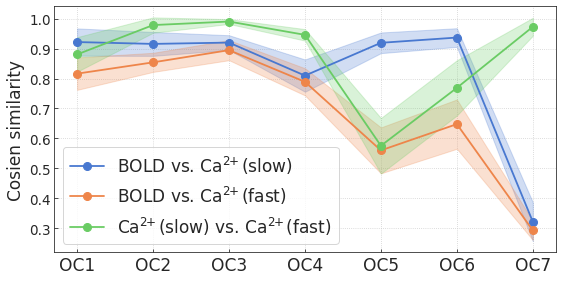 Cosien similarity
1.0
0.9
0.8
0.7
0.6
0.5
0.4
0.3
BOLD vs. Ca²⁺(slow)
BOLD vs. Ca²⁺(fast)
Ca²⁺(slow) vs. Ca²⁺(fast)
OC1 OC2 OC3 OC4 OC5 OC6 OC7